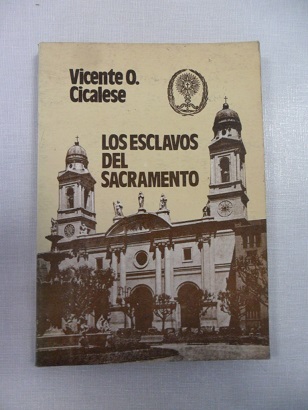 Vicente O.
Cicalese
LOS ESCLAVOS
DEL
SACRAMENTO